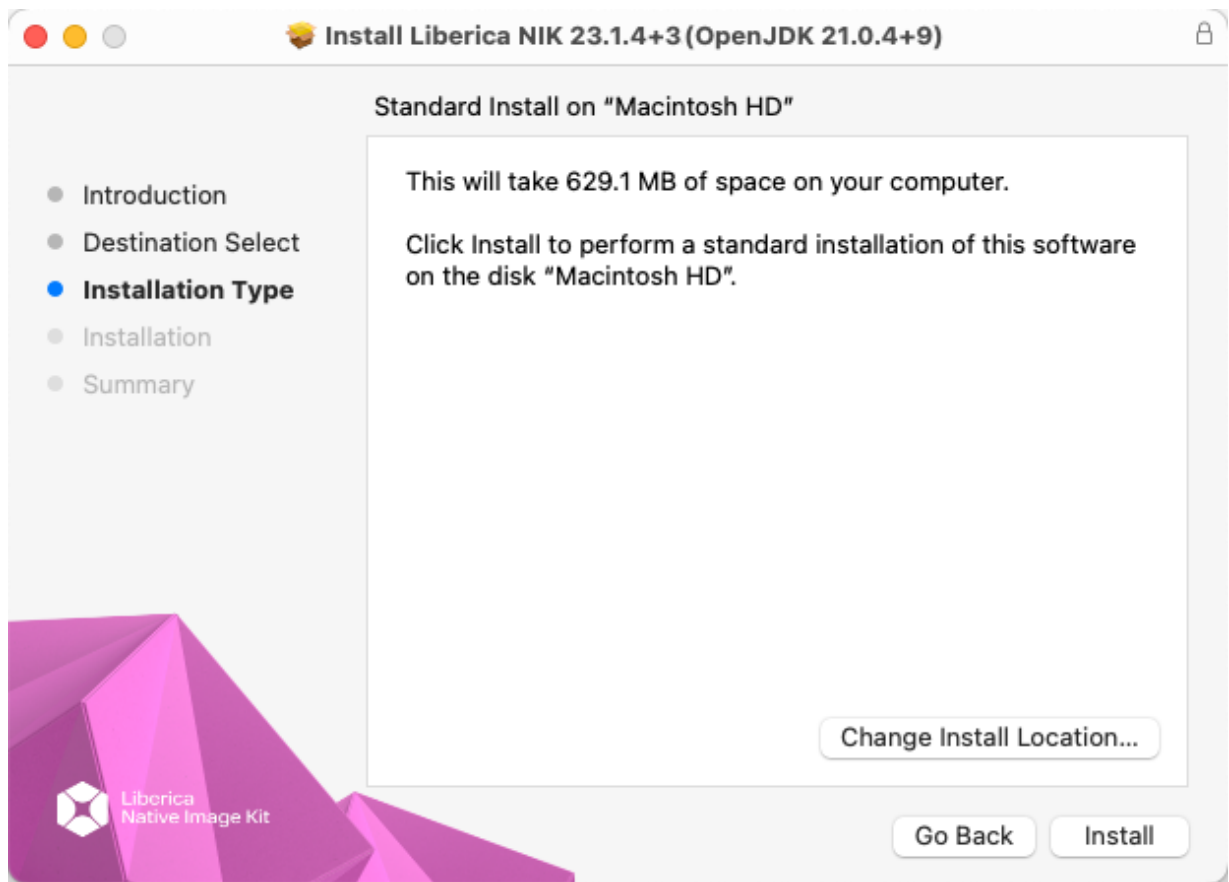 Install Liberica NIK 23.1.4+3 (OpenJDK 21.0.4+9)
Standard Install on “Macintosh HD”
Introduction
Destination Select
Installation Type
Installation
Summary
This will take 629.1 MB of space on your computer.
Click Install to perform a standard installation of this software
on the disk “Macintosh HD”.
Change Install Location...
Liberica
Native Image Kit
Go Back
Install